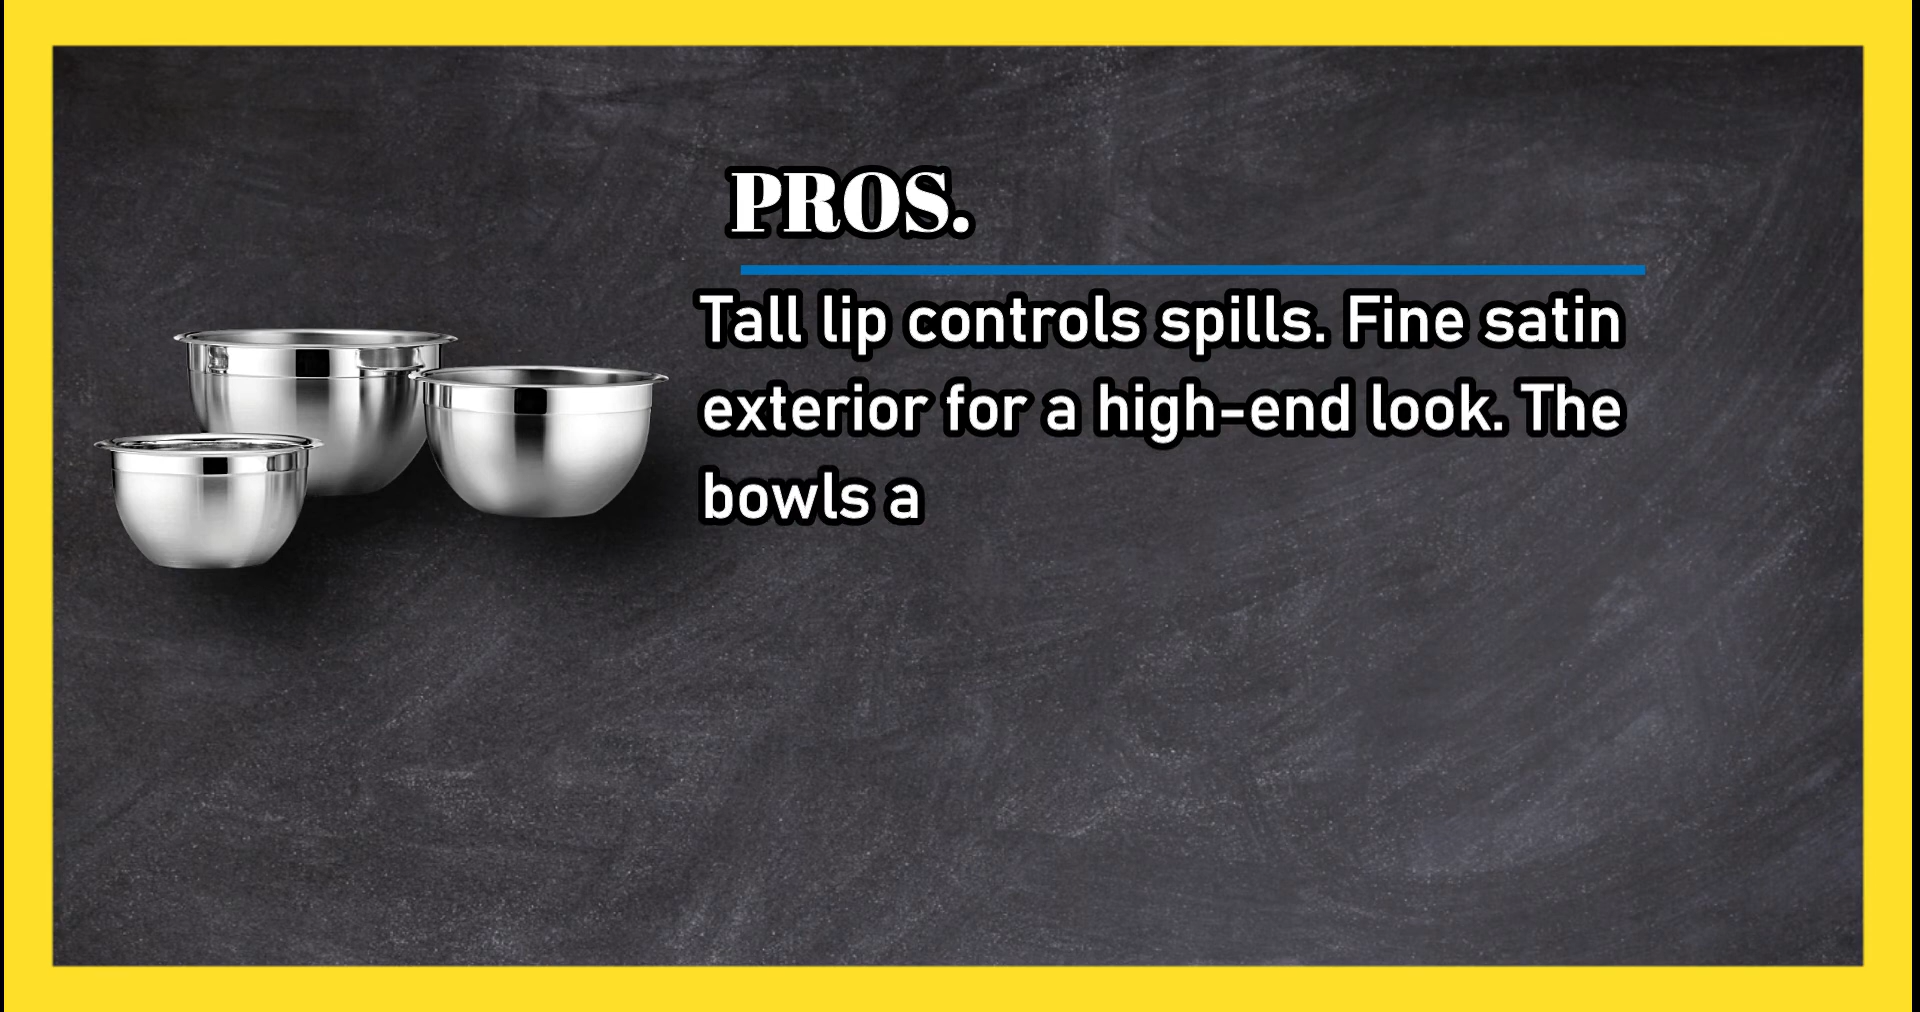 PROS.
Tall lip controls spills. Fine satin
exterior for a high-end look. The
bowls a